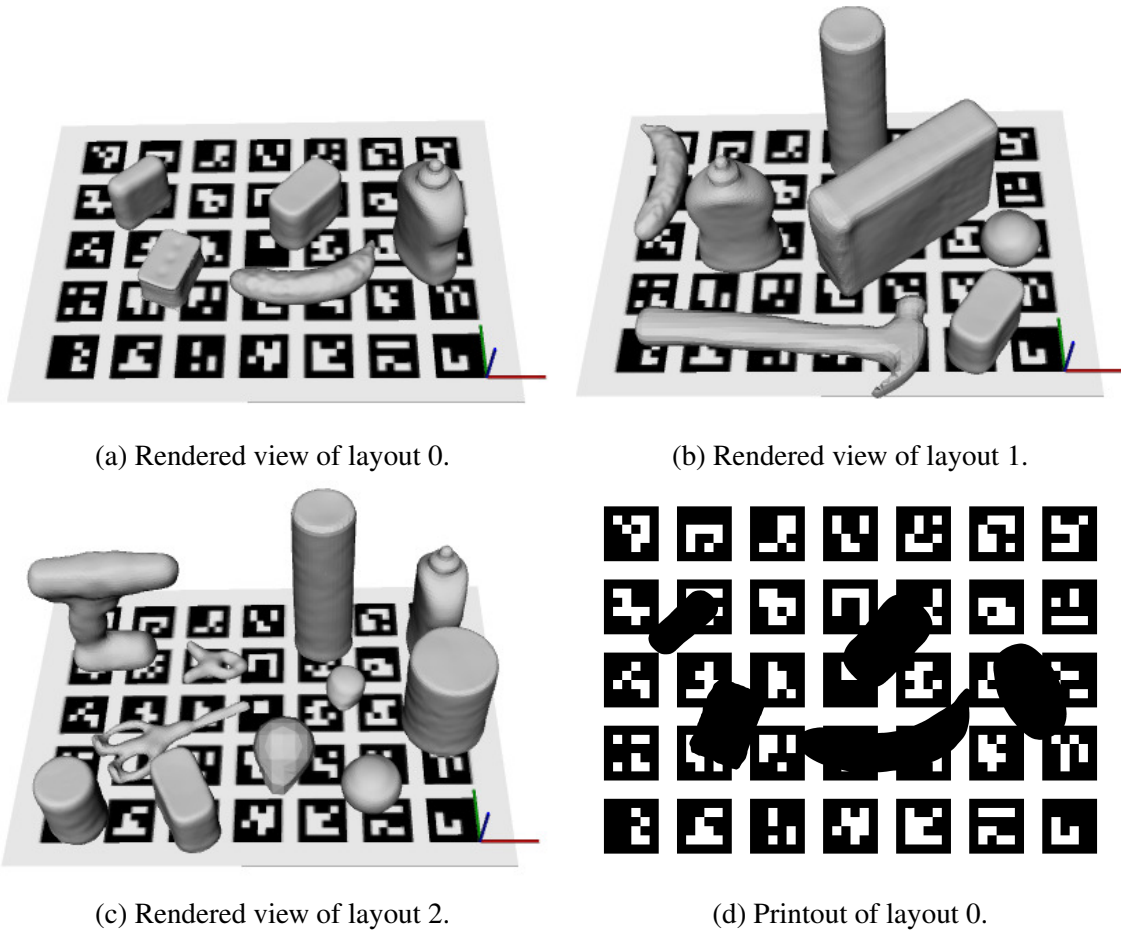 (a) Rendered view of layout 0.
(b) Rendered view of layout 1.
(c) Rendered view of layout 2.
(d) Printout of layout 0.